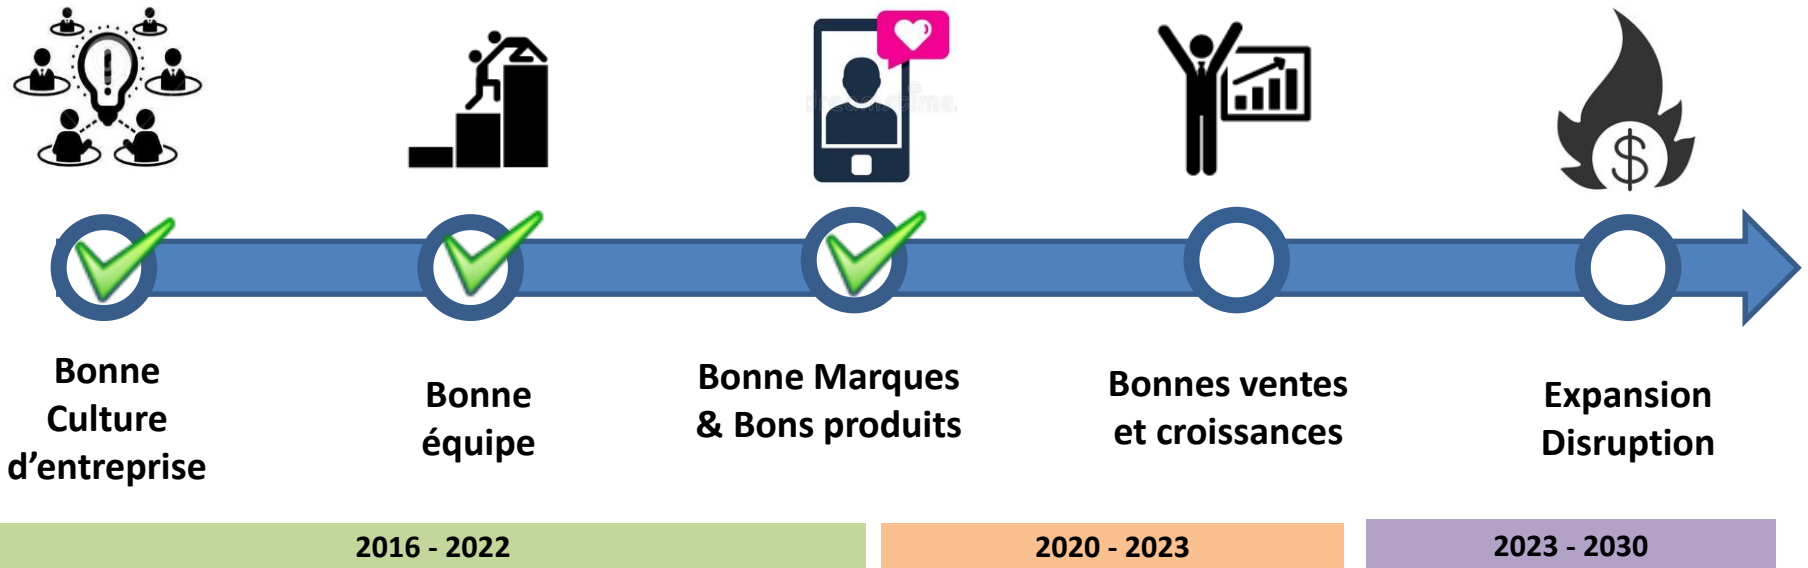 Bonne
Culture
d’entreprise
Bonne
équipe
Bonne Marques
& Bons produits
Bonnes ventes
et croissances
Expansion
Disruption
2016 - 2022
2020 - 2023
2023 - 2030